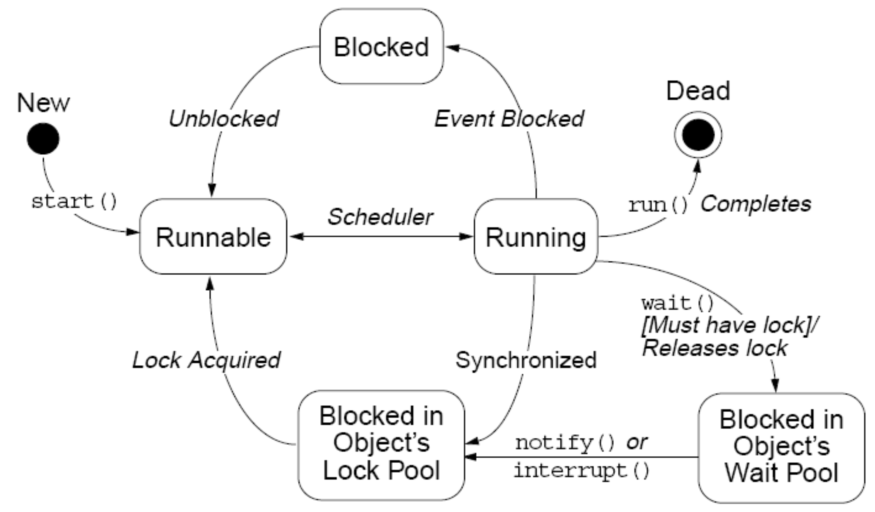 Blocked
New
Dead
Unblocked
Event Blocked
start()
Runnable
Scheduler
Running
run() Completes
wait()
[Must have lock]/
Releases lock
Lock Acquired
Synchronized
Blocked in
Object's
Lock Pool
notify() or
interrupt()
Blocked in
Object's
Wait Pool